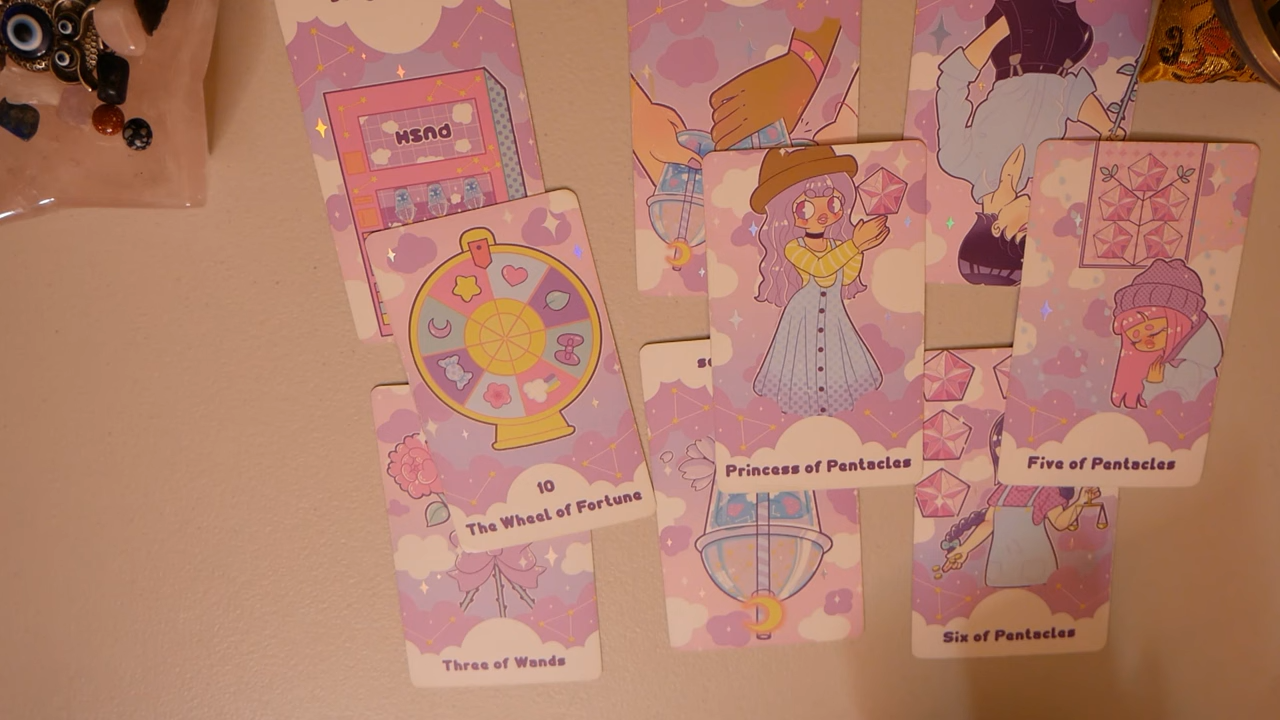 PUSH
10
The Wheel of Fortune
Princess of Pentacles
Five of Pentacles
Three of Wands
Six of Pentacles